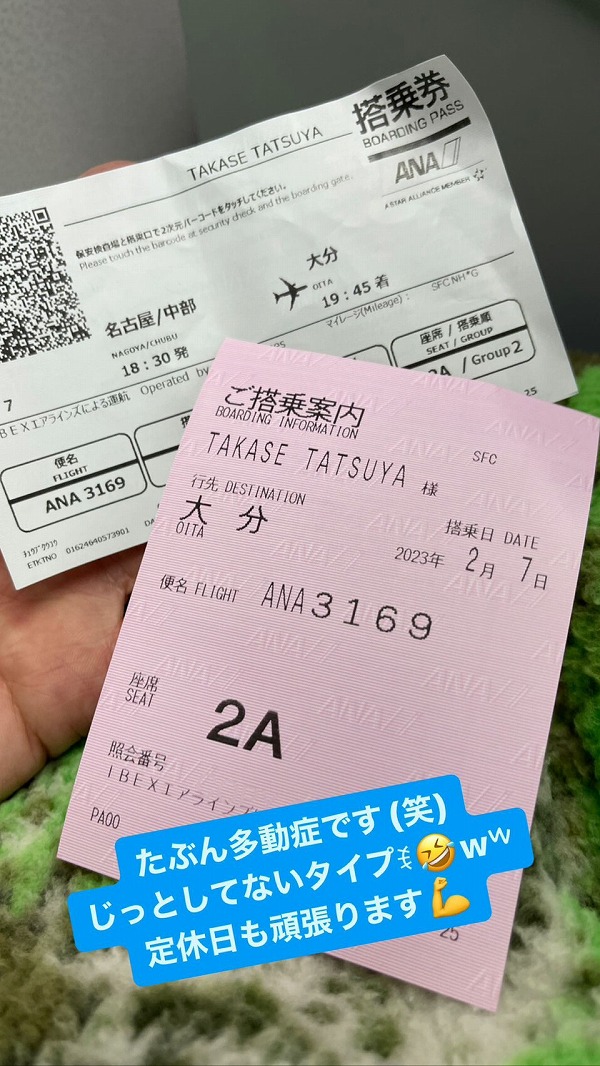 TAKASE TATSUYA
搭乗券
BOARDING PASS
ANA
A STAR ALLIANCE MEMBER
保安検査場と搭乗口で2次元バーコードをタッチしてください。
Please touch the barcode at security check and the boarding gate.
名古屋/中部
NAGOYA/CHUBU
18:30 発
大分
OITA
19:45 着
マイレージ(Mileage):
SFC NH*G
7
Operated by
IBEXエアラインズによる運航
便名
FLIGHT
ANA 3169
座席 / 搭乗順
SEAT / GROUP
2A / Group 2
25
ETKTNO 01624640573901
ご搭乗案内
BOARDING INFORMATION
TAKASE TATSUYA 様
SFC
行先 DESTINATION
大 分
OITA
搭乗日 DATE
2023年 2月 7日
便名 FLIGHT ANA3169
座席
SEAT
2A
照会番号
IBEXエアラインズ
PA00
25
たぶん多動症です (笑)
じっとしてないタイプ🤣ww
定休日も頑張ります💪